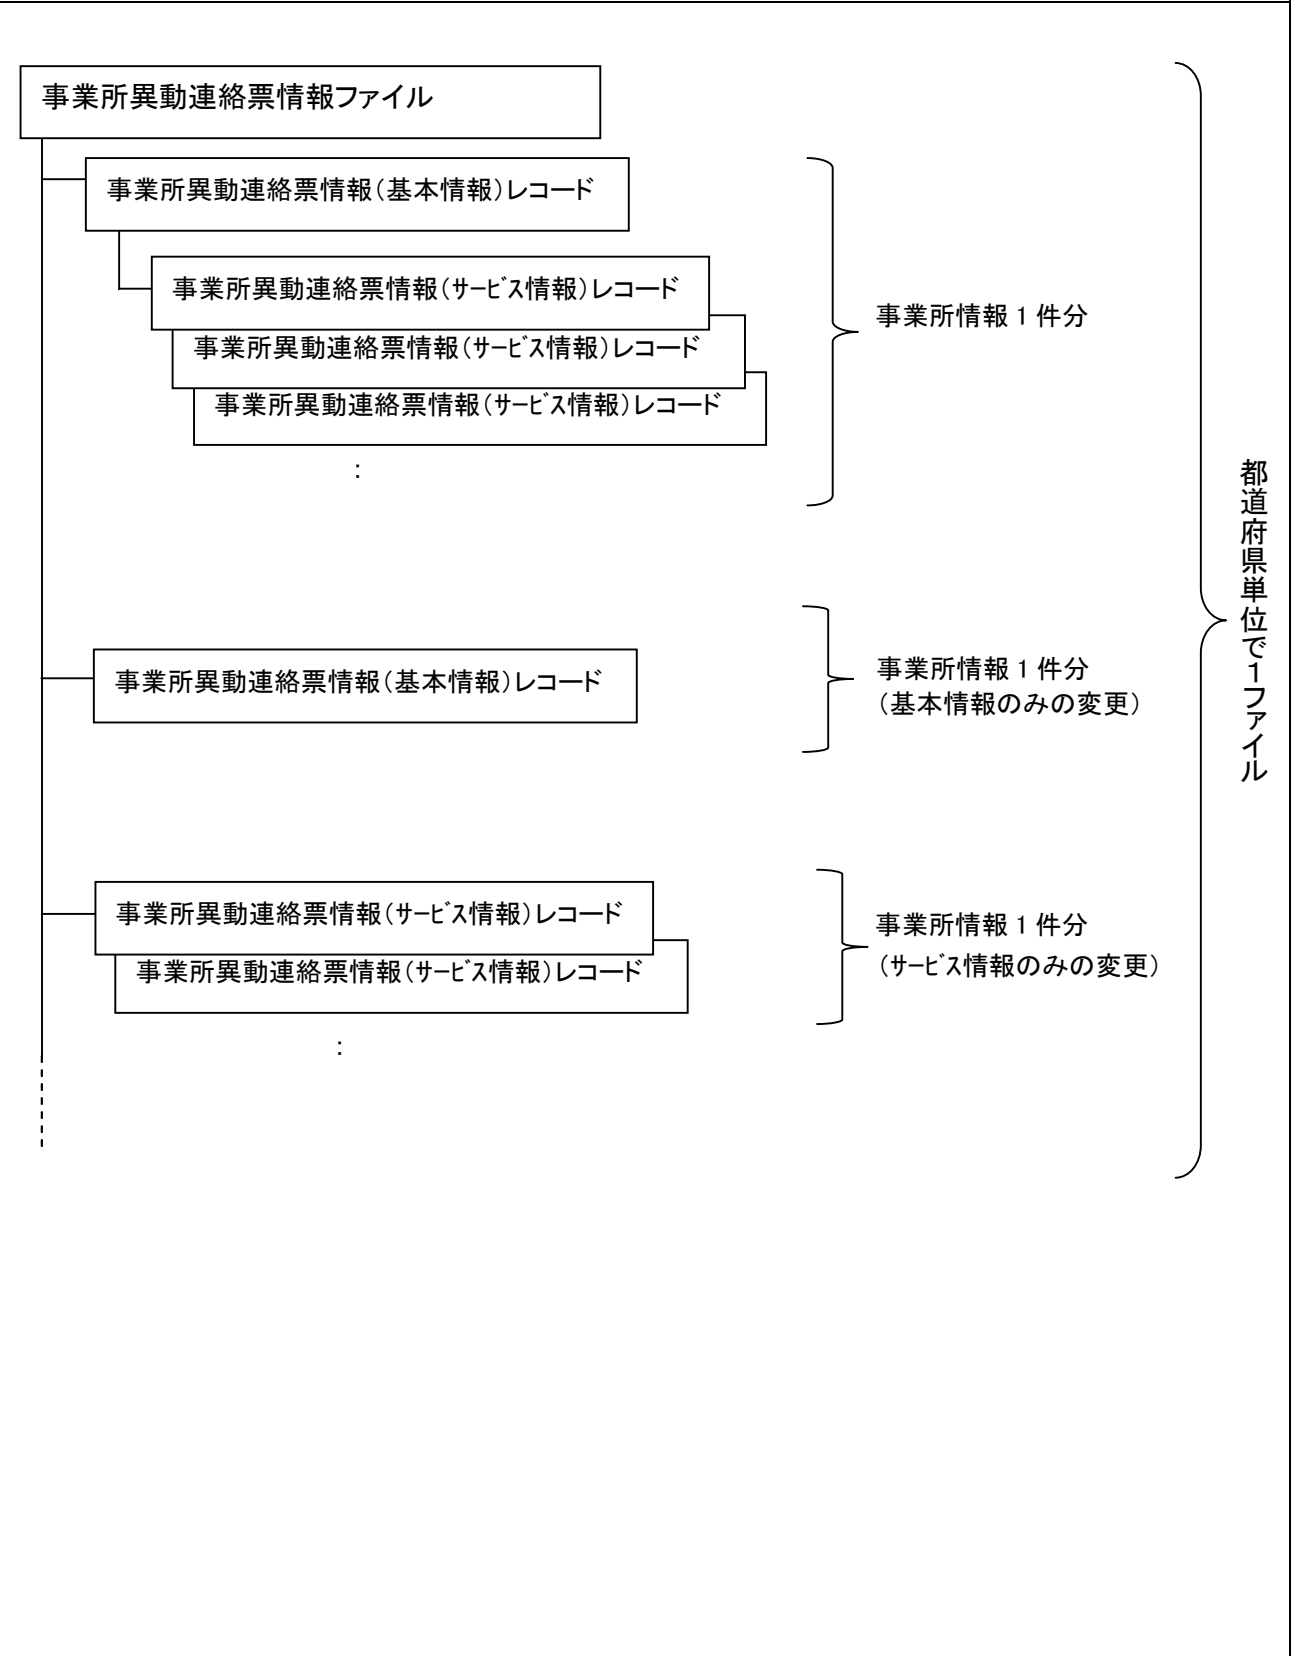 事業所異動連絡票情報ファイル
事業所異動連絡票情報（基本情報）レコード
事業所異動連絡票情報（ｻｰﾋﾞｽ情報）レコード
事業所異動連絡票情報（ｻｰﾋﾞｽ情報）レコード
事業所異動連絡票情報（ｻｰﾋﾞｽ情報）レコード
：
事業所情報 1 件分
事業所異動連絡票情報（基本情報）レコード
事業所情報 1 件分
（基本情報のみの変更）
事業所異動連絡票情報（ｻｰﾋﾞｽ情報）レコード
事業所異動連絡票情報（ｻｰﾋﾞｽ情報）レコード
：
事業所情報 1 件分
（ｻｰﾋﾞｽ情報のみの変更）
都道府県単位で１ファイル